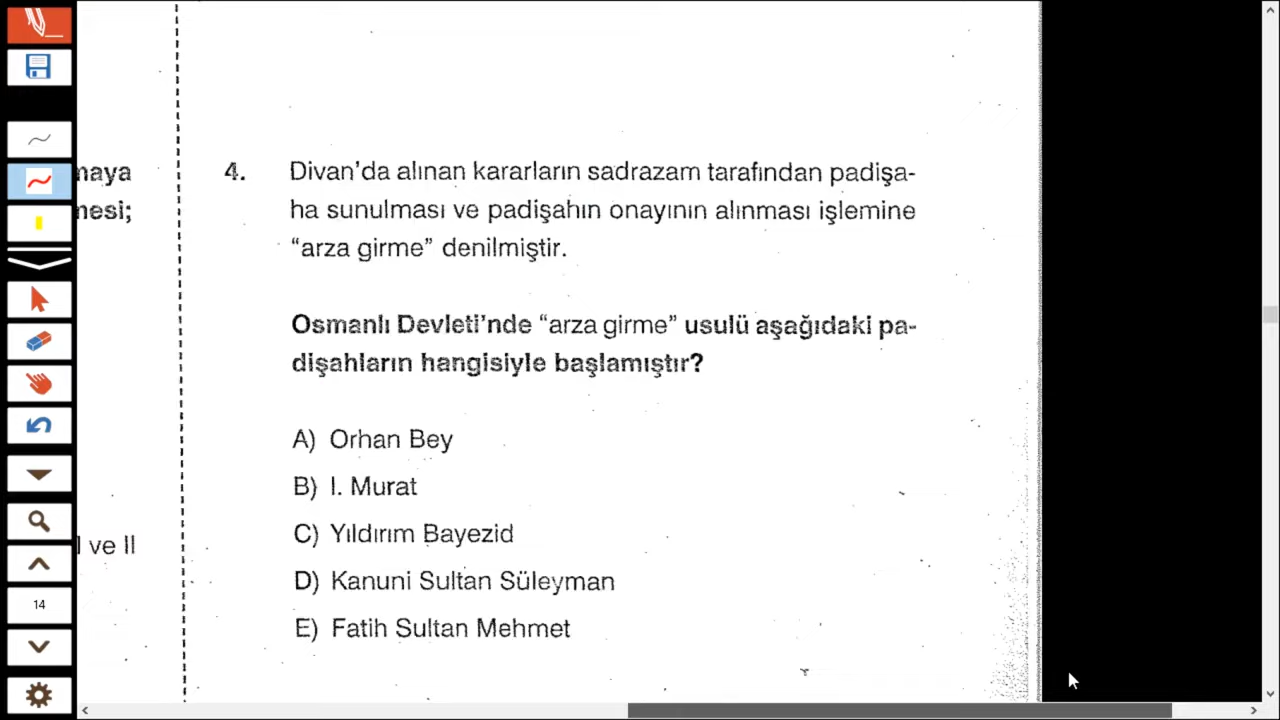 maya
mesi;
I ve II
4. Divan'da alınan kararların sadrazam tarafından padişa-
ha sunulması ve padişahın onayının alınması işlemine
“arza girme” denilmiştir.
Osmanlı Devleti'nde “arza girme” usulü aşağıdaki pa-
dişahların hangisiyle başlamıştır?
A) Orhan Bey
B) I. Murat
C) Yıldırım Bayezid
D) Kanuni Sultan Süleyman
E) Fatih Sultan Mehmet
14